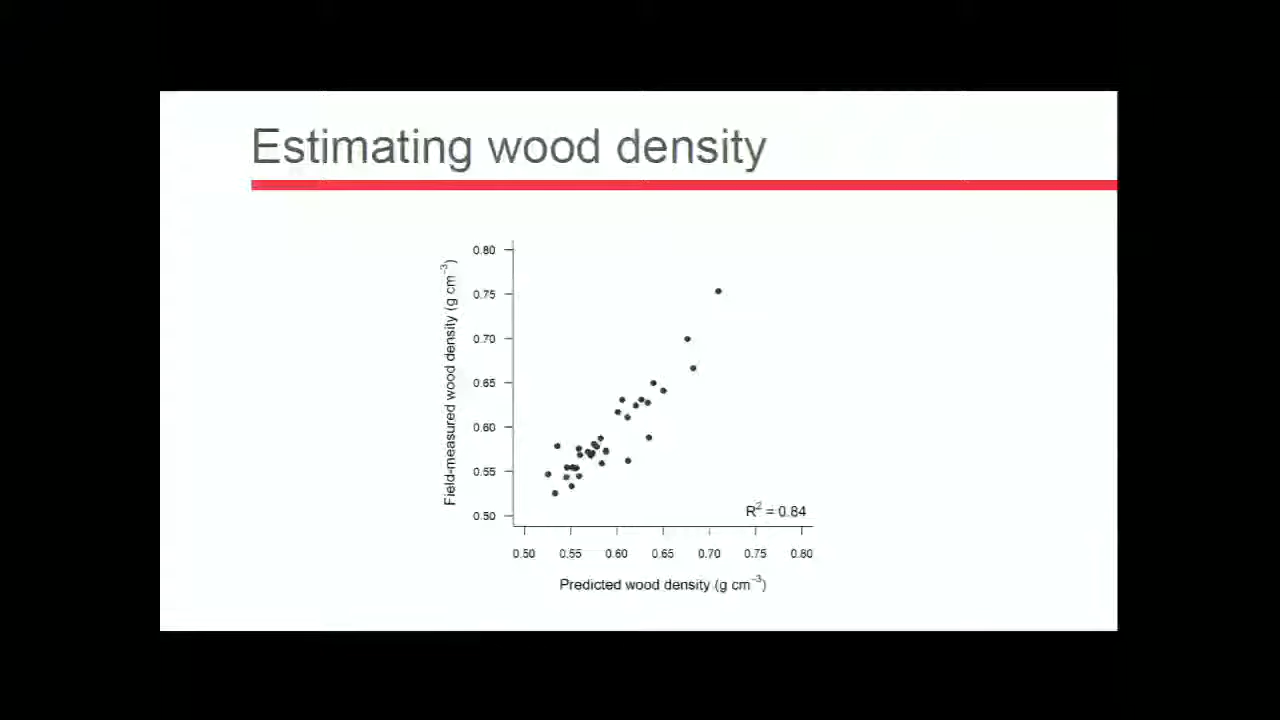 Estimating wood density
Field-measured wood density (g cm⁻³)
0.80
0.75
0.70
0.65
0.60
0.55
0.50
R² = 0.84
0.50 0.55 0.60 0.65 0.70 0.75 0.80
Predicted wood density (g cm⁻³)